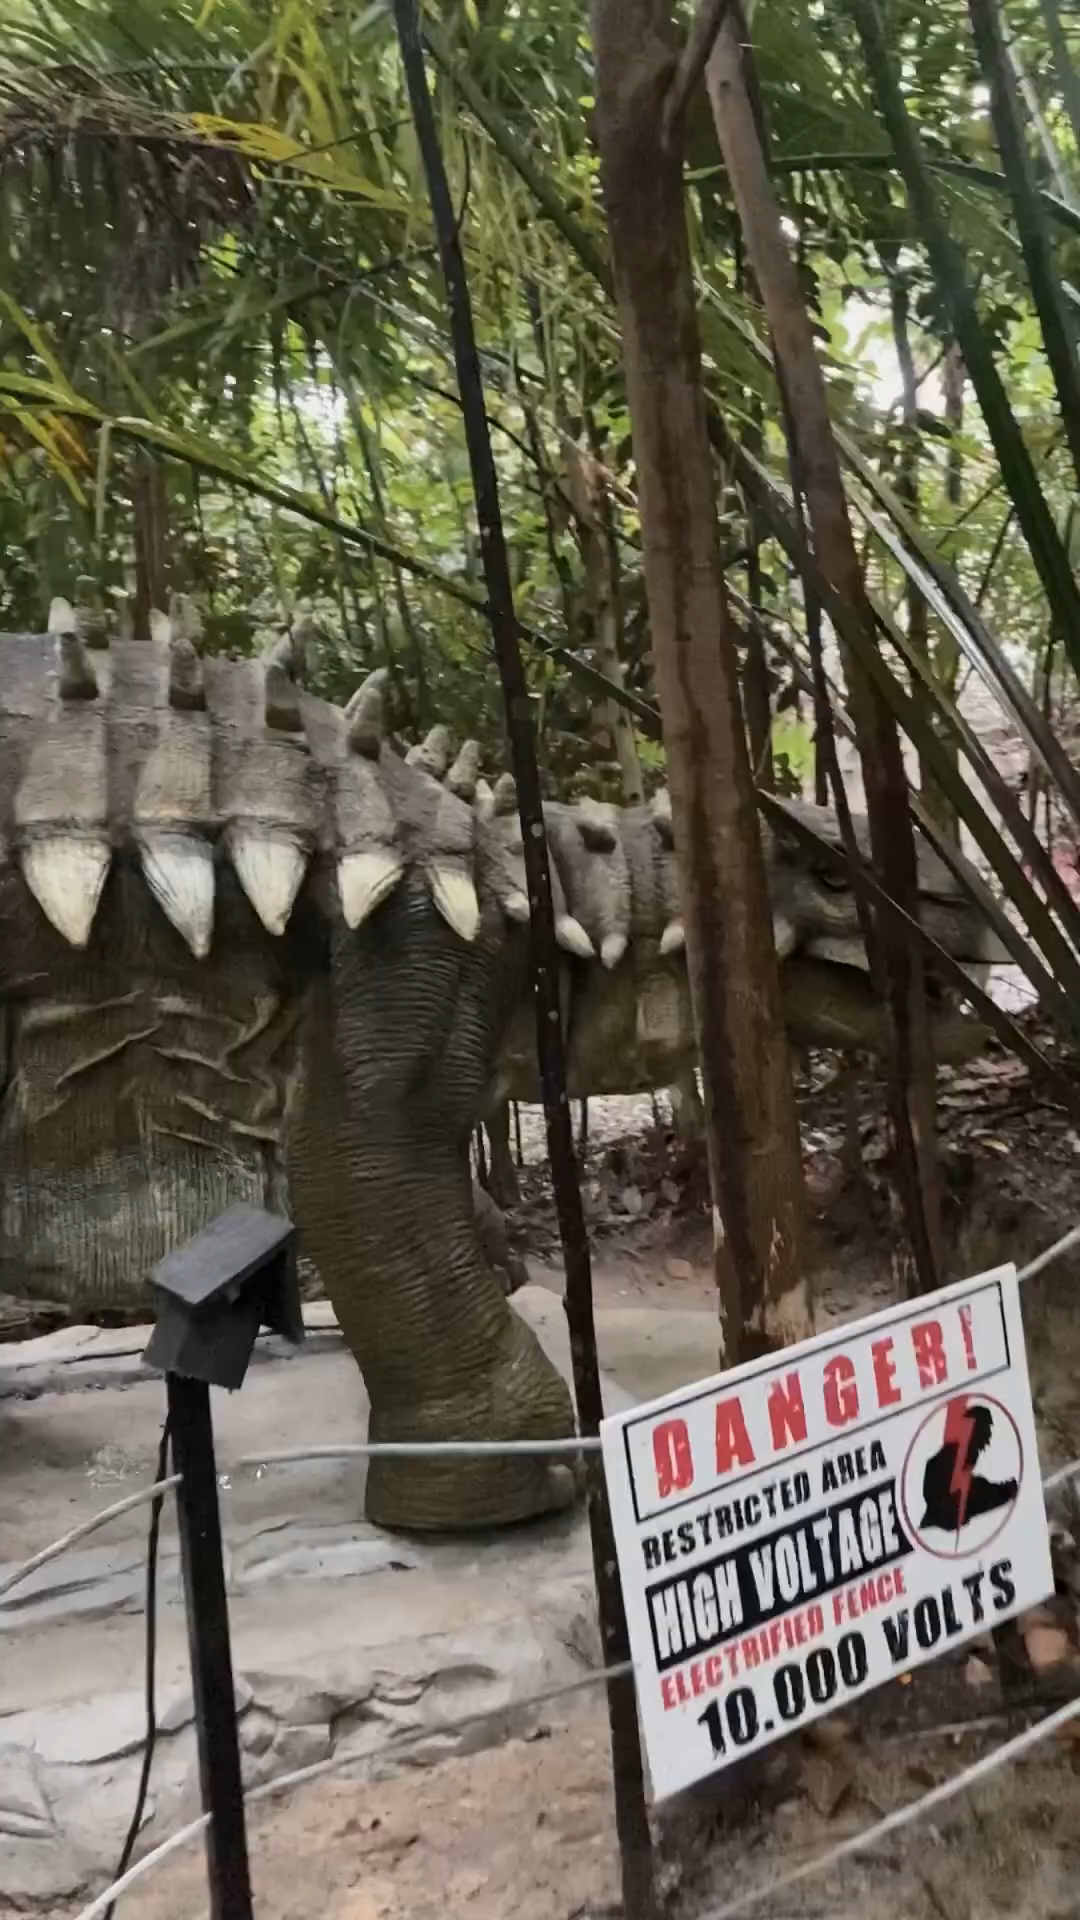 DANGER!
RESTRICTED AREA
HIGH VOLTAGE
ELECTRIFIED FENCE
10.000 VOLTS